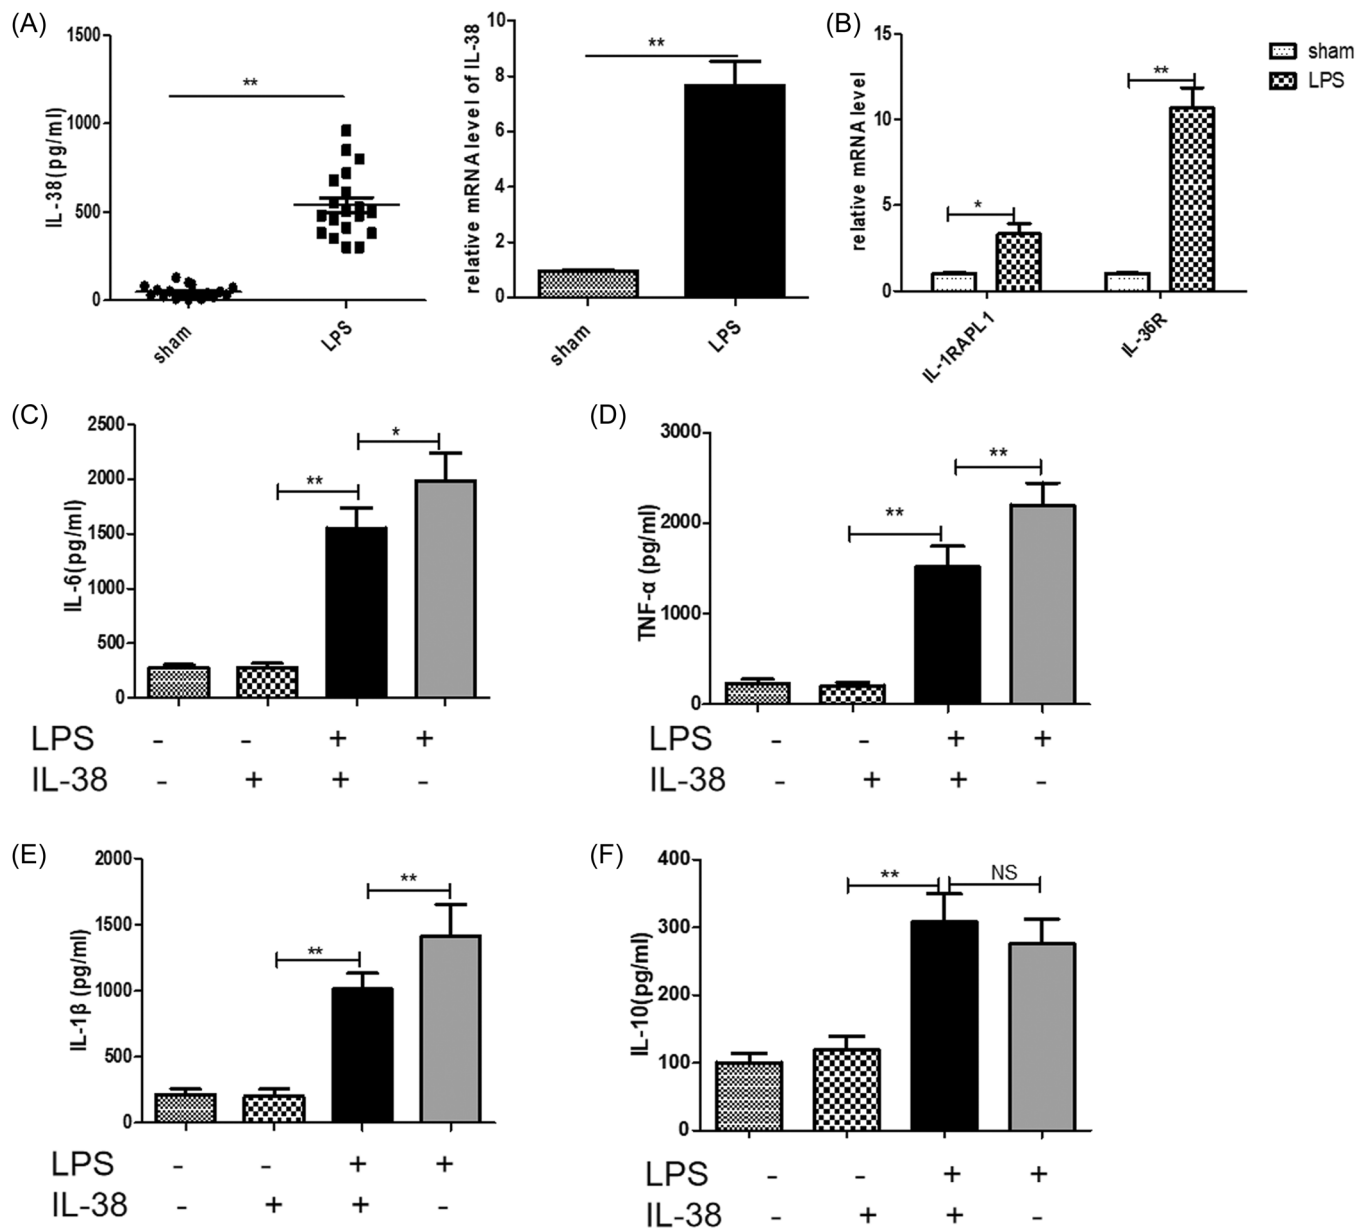 (A)
IL-38(pg/ml)
1500
1000
500
0
**
sham
LPS
relative mRNA level of IL-38
10
8
6
4
2
0
**
sham
LPS
(B)
relative mRNA level
15
10
5
0
*
**
IL-1RAPL1
IL-36R
sham
LPS
(C)
IL-6(pg/ml)
2500
2000
1500
1000
500
0
**
*
LPS - - + +
IL-38 - + + -
(D)
TNF-α (pg/ml)
3000
2000
1000
0
**
**
LPS - - + +
IL-38 - + + -
(E)
IL-1β (pg/ml)
2000
1500
1000
500
0
**
**
LPS - - + +
IL-38 - + + -
(F)
IL-10(pg/ml)
400
300
200
100
0
**
NS
LPS - - + +
IL-38 - + + -